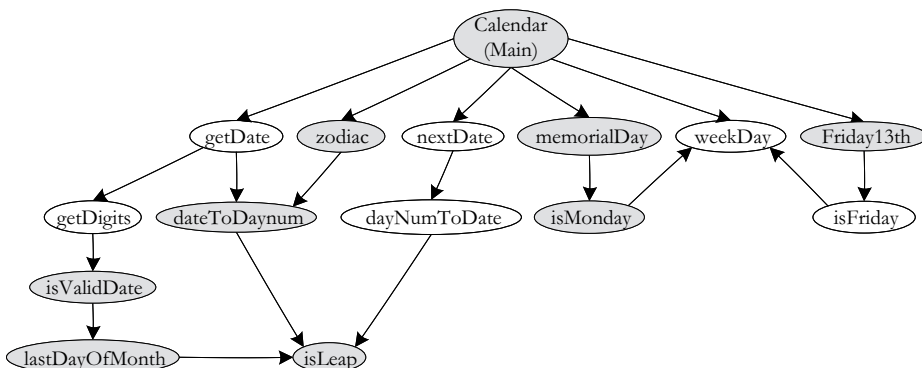 Calendar
(Main)
getDate
zodiac
nextDate
memorialDay
weekDay
Friday13th
getDigits
dateToDaynum
dayNumToDate
isMonday
isFriday
isValidDate
lastDayOfMonth
isLeap